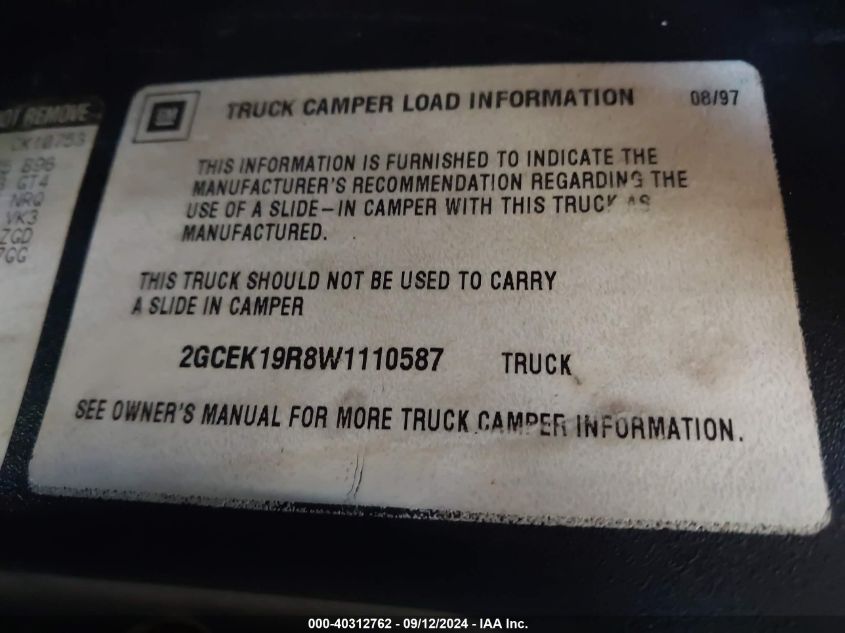 GM
TRUCK CAMPER LOAD INFORMATION 08/97
THIS INFORMATION IS FURNISHED TO INDICATE THE
MANUFACTURER'S RECOMMENDATION REGARDING THE
USE OF A SLIDE-IN CAMPER WITH THIS TRUCK AS
MANUFACTURED.
THIS TRUCK SHOULD NOT BE USED TO CARRY
A SLIDE IN CAMPER
2GCEK19R8W1110587 TRUCK
SEE OWNER'S MANUAL FOR MORE TRUCK CAMPER INFORMATION.
NOT REMOVE
CK10753
B96
GT4
NRQ
VK3
ZGD
7GG
000-40312762 - 09/12/2024 - IAA Inc.